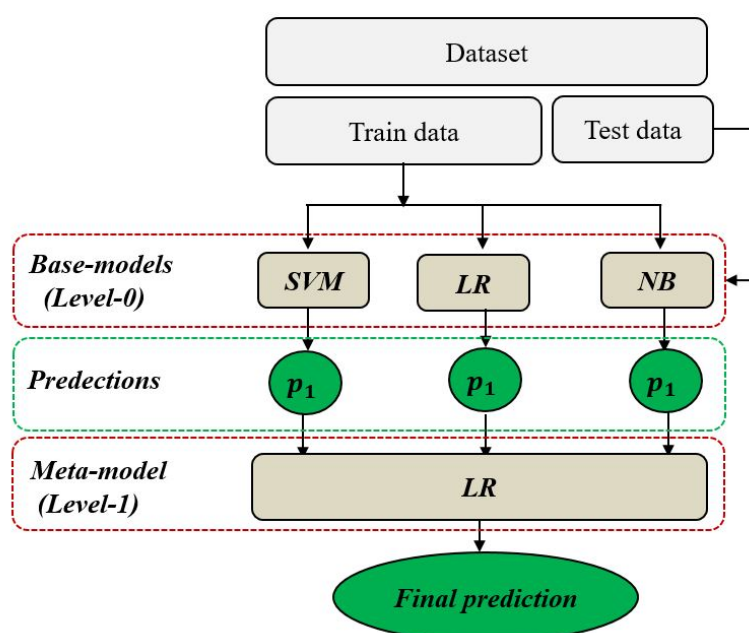 Dataset
Train data
Test data
Base-models
(Level-0)
SVM
LR
NB
Predections
p₁
p₁
p₁
Meta-model
(Level-1)
LR
Final prediction